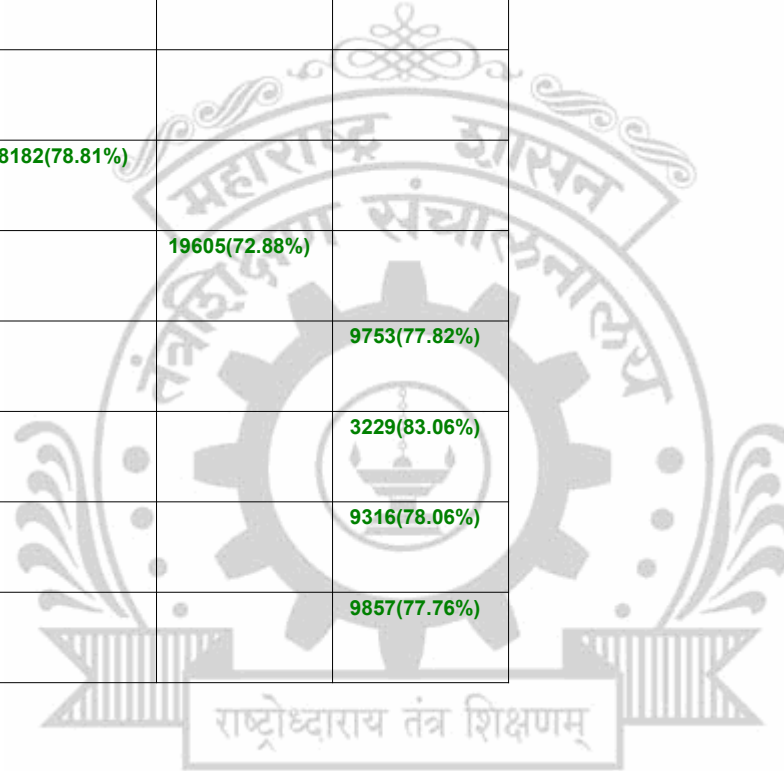 महाराष्ट्र शासन
8182(78.81%)
तंत्रशिक्षण संचालनालय
19605(72.88%)
9753(77.82%)
3229(83.06%)
9316(78.06%)
9857(77.76%)
राष्ट्रोध्दाराय तंत्र शिक्षणम्